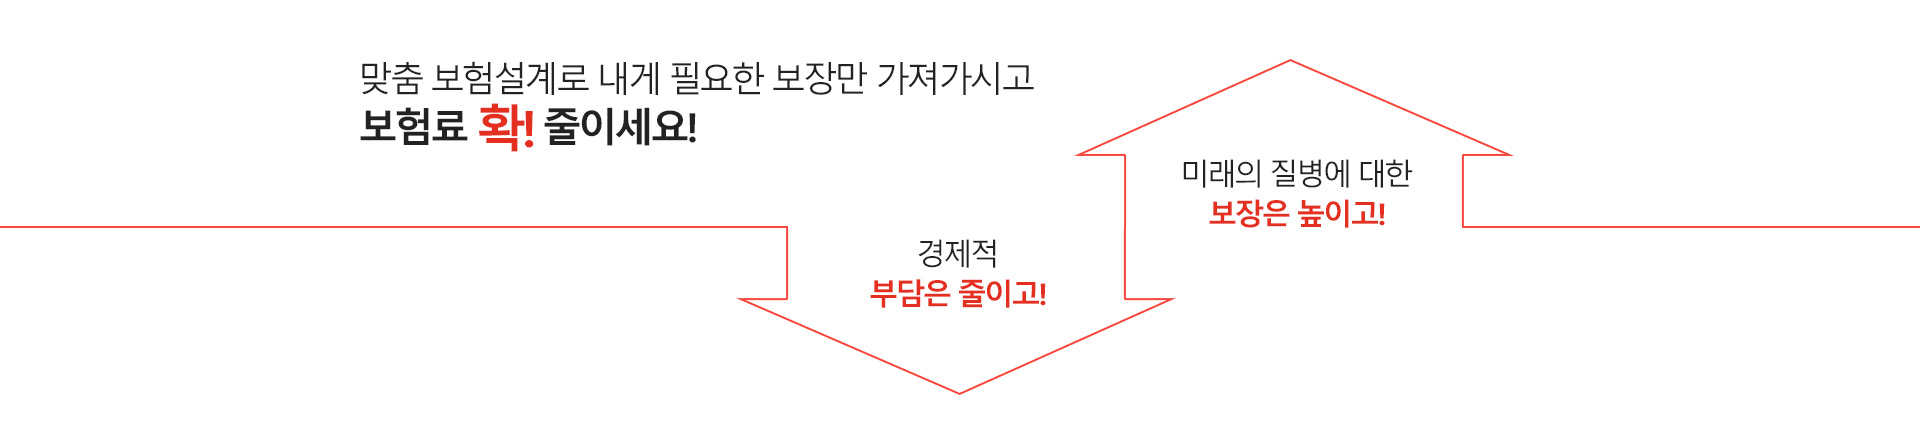 맞춤 보험설계로 내게 필요한 보장만 가져가시고
보험료 확! 줄이세요!
경제적
부담은 줄이고!
미래의 질병에 대한
보장은 높이고!